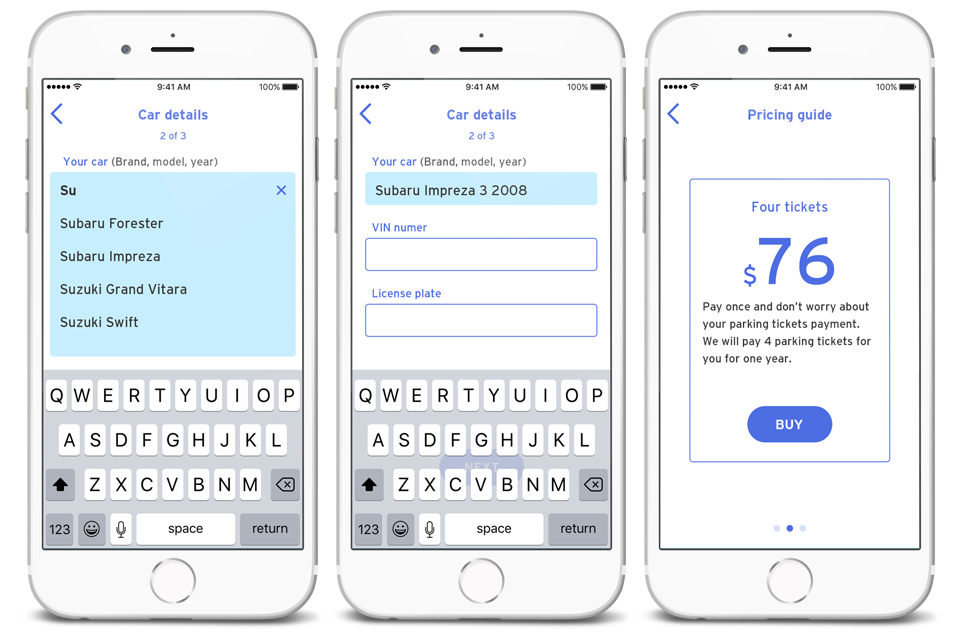 9:41 AM 100%
Car details
2 of 3
Your car (Brand, model, year)
Su
Subaru Forester
Subaru Impreza
Suzuki Grand Vitara
Suzuki Swift
Q W E R T Y U I O P
A S D F G H J K L
Z X C V B N M
123 space return
9:41 AM 100%
Car details
2 of 3
Your car (Brand, model, year)
Subaru Impreza 3 2008
VIN numer
License plate
Q W E R T Y U I O P
A S D F G H J K L
NEXT
Z X C V B N M
123 space return
9:41 AM 100%
Pricing guide
Four tickets
$76
Pay once and don't worry about
your parking tickets payment.
We will pay 4 parking tickets for
you for one year.
BUY